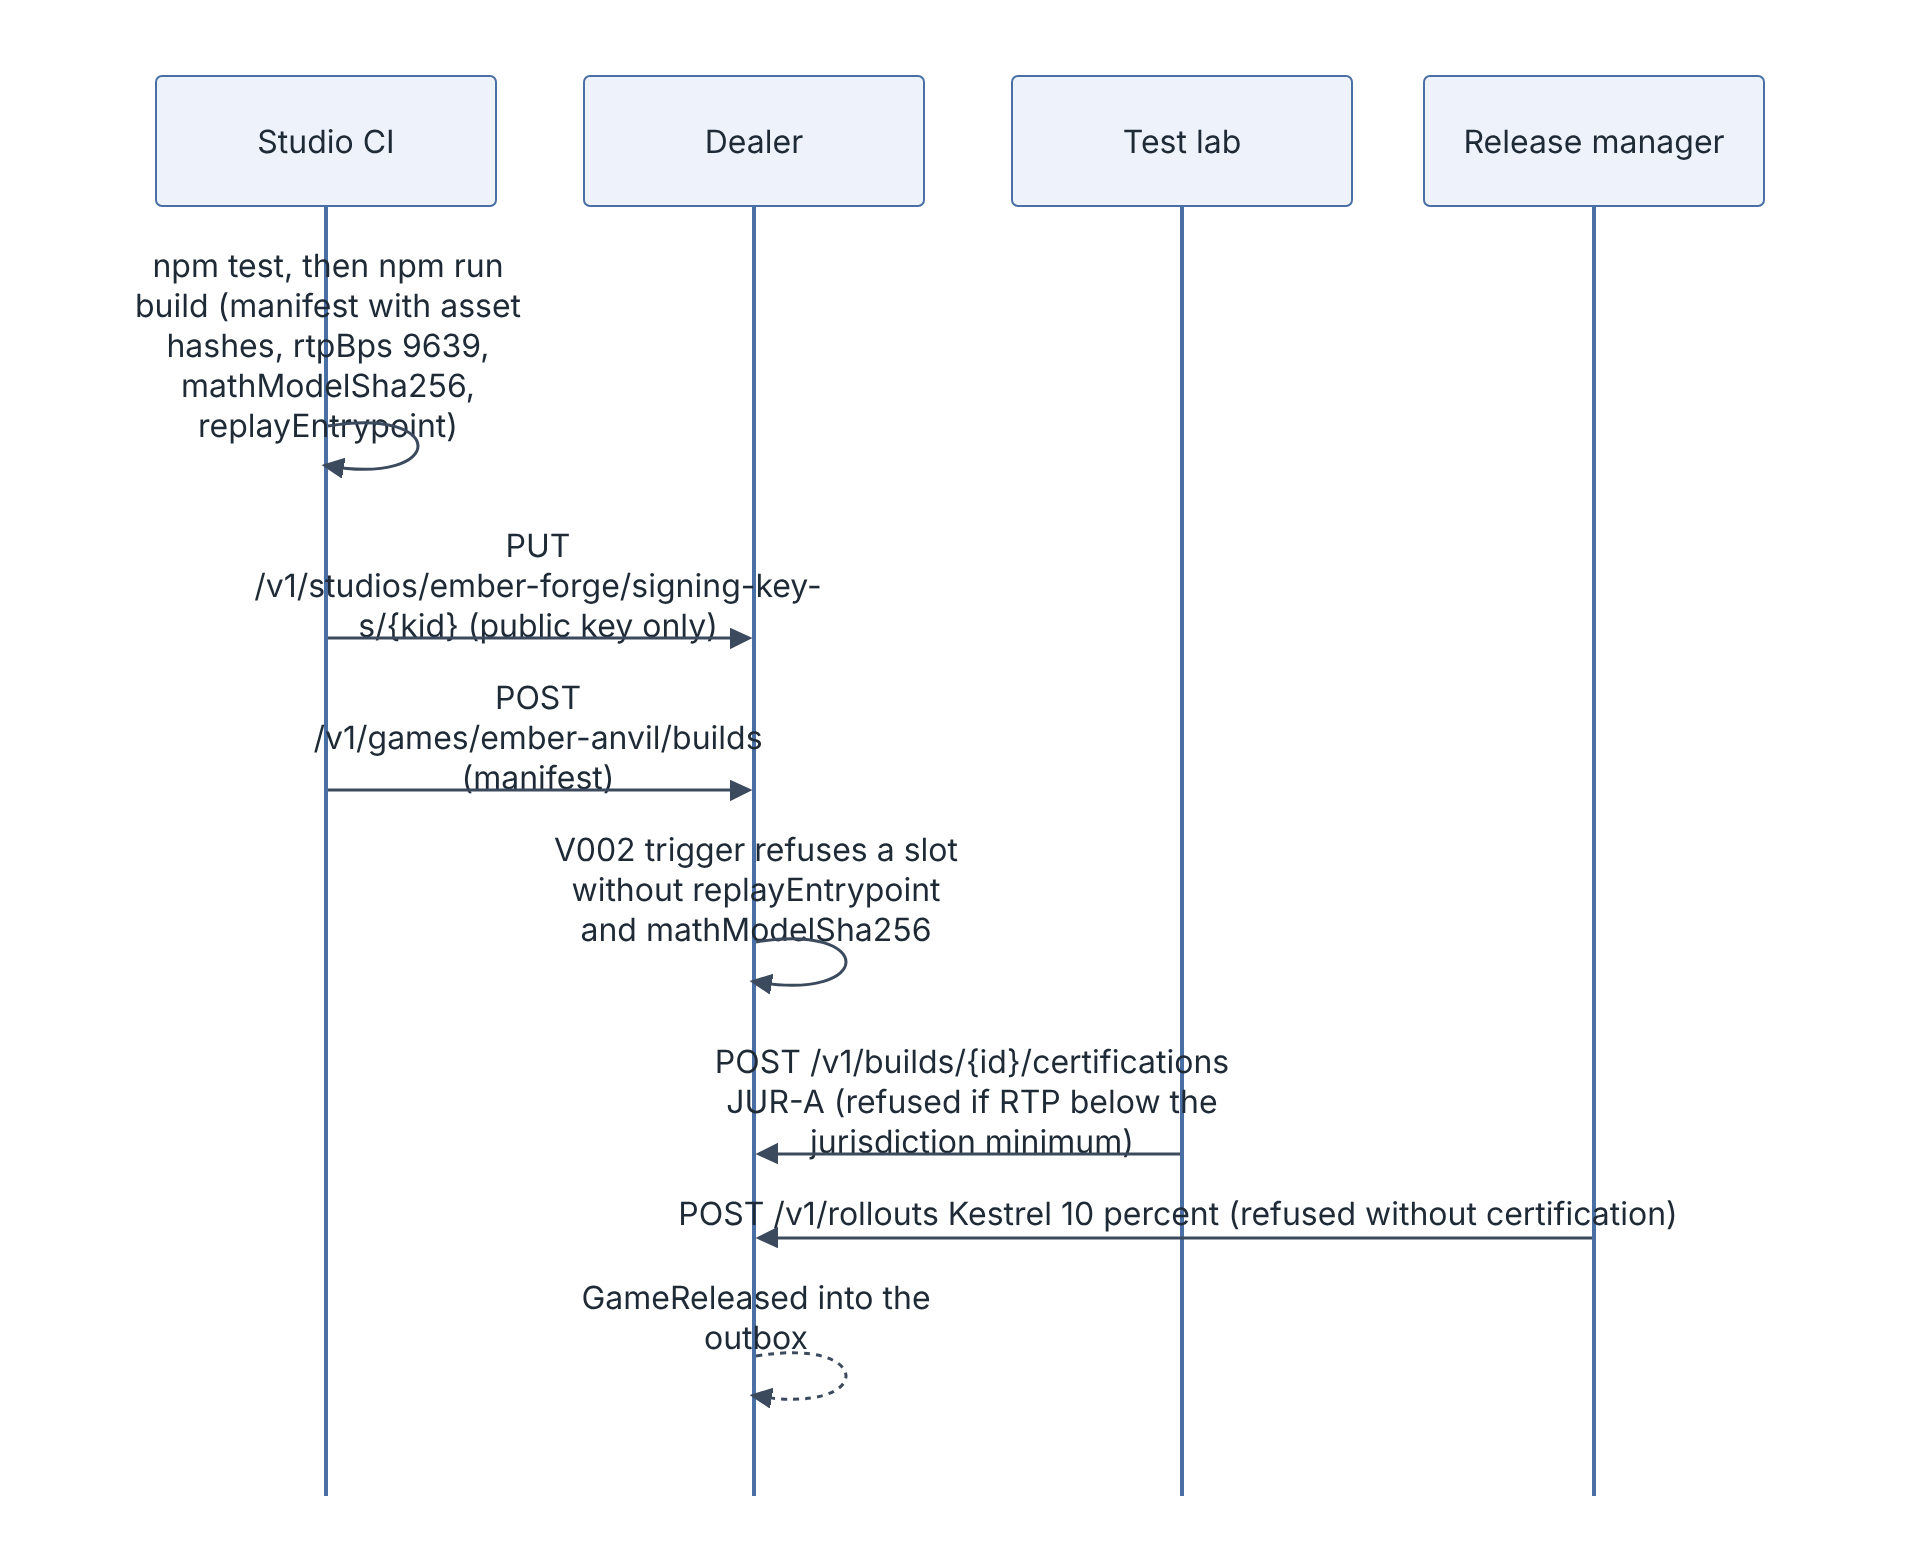 Studio CI
Dealer
Test lab
Release manager
npm test, then npm run
build (manifest with asset
hashes, rtpBps 9639,
mathModelSha256,
replayEntrypoint)
PUT
/v1/studios/ember-forge/signing-key-
s/{kid} (public key only)
POST
/v1/games/ember-anvil/builds
(manifest)
V002 trigger refuses a slot
without replayEntrypoint
and mathModelSha256
POST /v1/builds/{id}/certifications
JUR-A (refused if RTP below the
jurisdiction minimum)
POST /v1/rollouts Kestrel 10 percent (refused without certification)
GameReleased into the
outbox